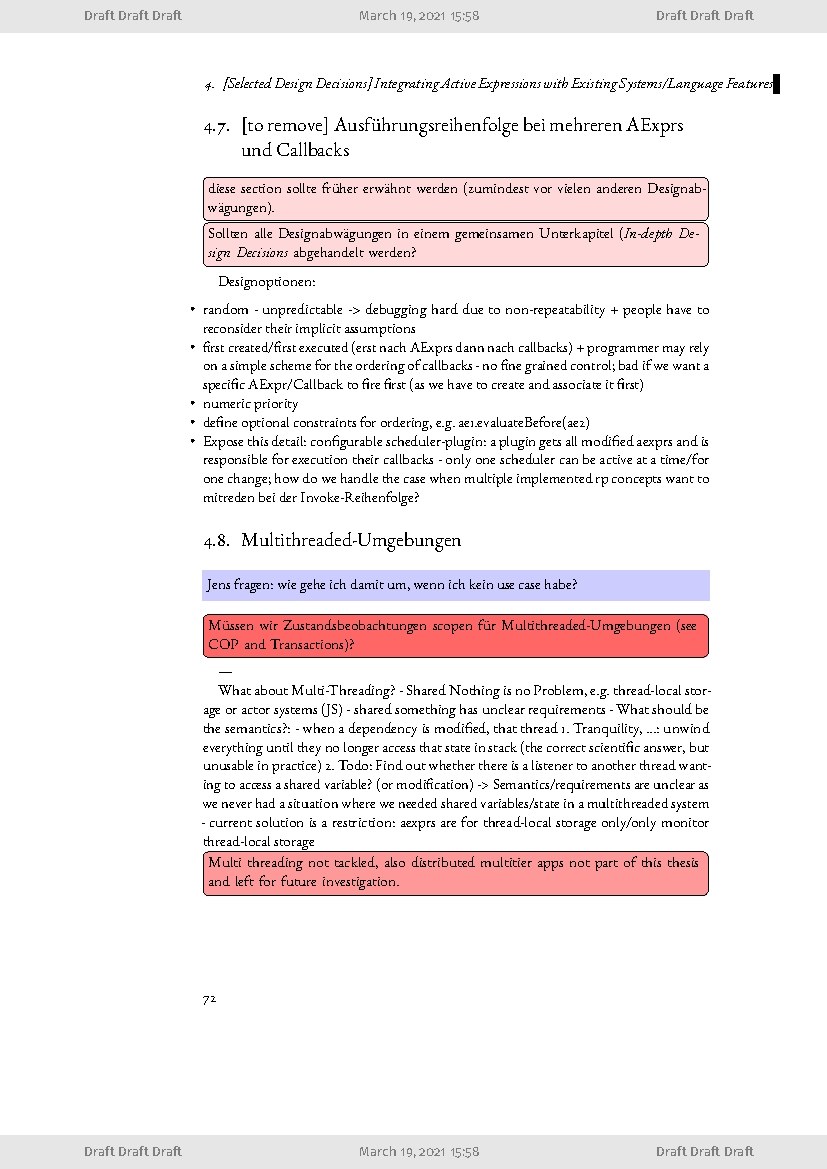 Draft Draft Draft March 19, 2021 15:58 Draft Draft Draft
4. [Selected Design Decisions] Integrating Active Expressions with Existing Systems/Language Features
4.7. [to remove] Ausführungsreihenfolge bei mehreren AExprs
und Callbacks
diese section sollte früher erwähnt werden (zumindest vor vielen anderen Designab-
wägungen).
Sollten alle Designabwägungen in einem gemeinsamen Unterkapitel (In-depth De-
sign Decisions abgehandelt werden?
Designoptionen:
• random - unpredictable -> debugging hard due to non-repeatability + people have to
reconsider their implicit assumptions
• first created/first executed (erst nach AExprs dann nach callbacks) + programmer may rely
on a simple scheme for the ordering of callbacks - no fine grained control; bad if we want a
specific AExpr/Callback to fire first (as we have to create and associate it first)
• numeric priority
• define optional constraints for ordering, e.g. ae1.evaluateBefore(ae2)
• Expose this detail: configurable scheduler-plugin: a plugin gets all modified aexprs and is
responsible for execution their callbacks - only one scheduler can be active at a time/for
one change; how do we handle the case when multiple implemented rp concepts want to
mitreden bei der Invoke-Reihenfolge?
4.8. Multithreaded-Umgebungen
Jens fragen: wie gehe ich damit um, wenn ich kein use case habe?
Müssen wir Zustandsbeobachtungen scopen für Multithreaded-Umgebungen (see
COP and Transactions)?
—
What about Multi-Threading? - Shared Nothing is no Problem, e.g. thread-local stor-
age or actor systems (JS) - shared something has unclear requirements - What should be
the semantics?: - when a dependency is modified, that thread 1. Tranquility, ...: unwind
everything until they no longer access that state in stack (the correct scientific answer, but
unusable in practice) 2. Todo: Find out whether there is a listener to another thread want-
ing to access a shared variable? (or modification) -> Semantics/requirements are unclear as
we never had a situation where we needed shared variables/state in a multithreaded system
- current solution is a restriction: aexprs are for thread-local storage only/only monitor
thread-local storage
Multi threading not tackled, also distributed multitier apps not part of this thesis
and left for future investigation.
72
Draft Draft Draft March 19, 2021 15:58 Draft Draft Draft